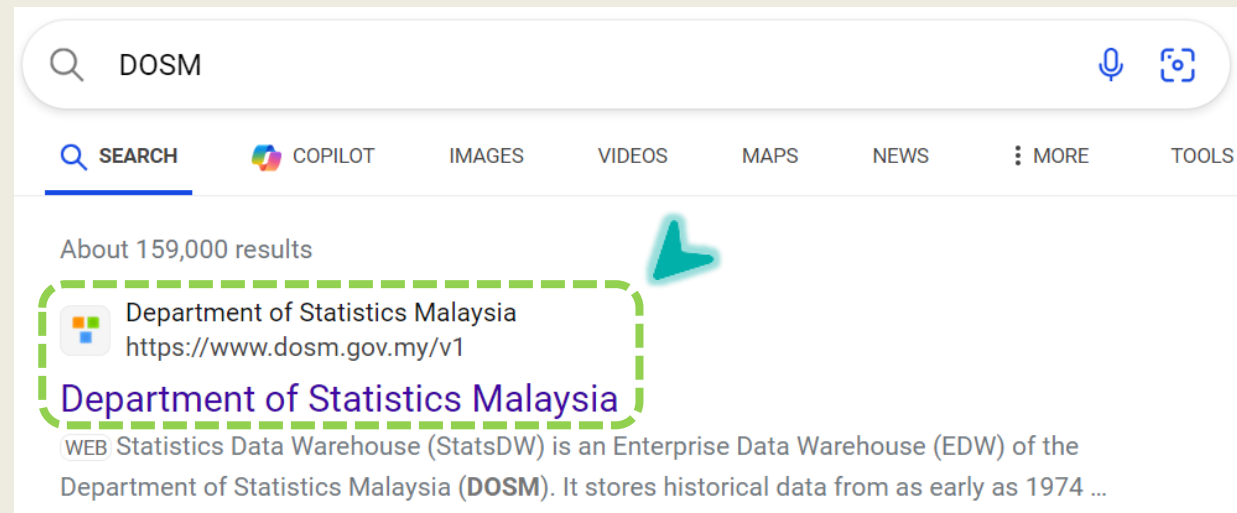 DOSM
SEARCH COPILOT IMAGES VIDEOS MAPS NEWS MORE TOOLS
About 159,000 results
Department of Statistics Malaysia
https://www.dosm.gov.my/v1
Department of Statistics Malaysia
WEB Statistics Data Warehouse (StatsDW) is an Enterprise Data Warehouse (EDW) of the
Department of Statistics Malaysia (DOSM). It stores historical data from as early as 1974 ...